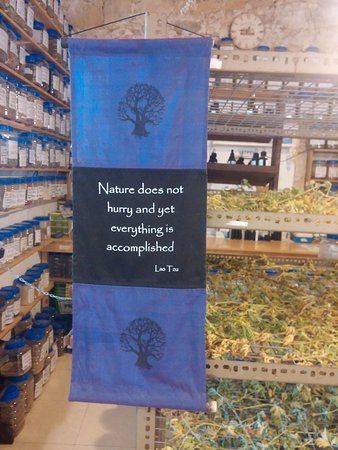 Nature does not
hurry and yet
everything is
accomplished
Lao Tzu